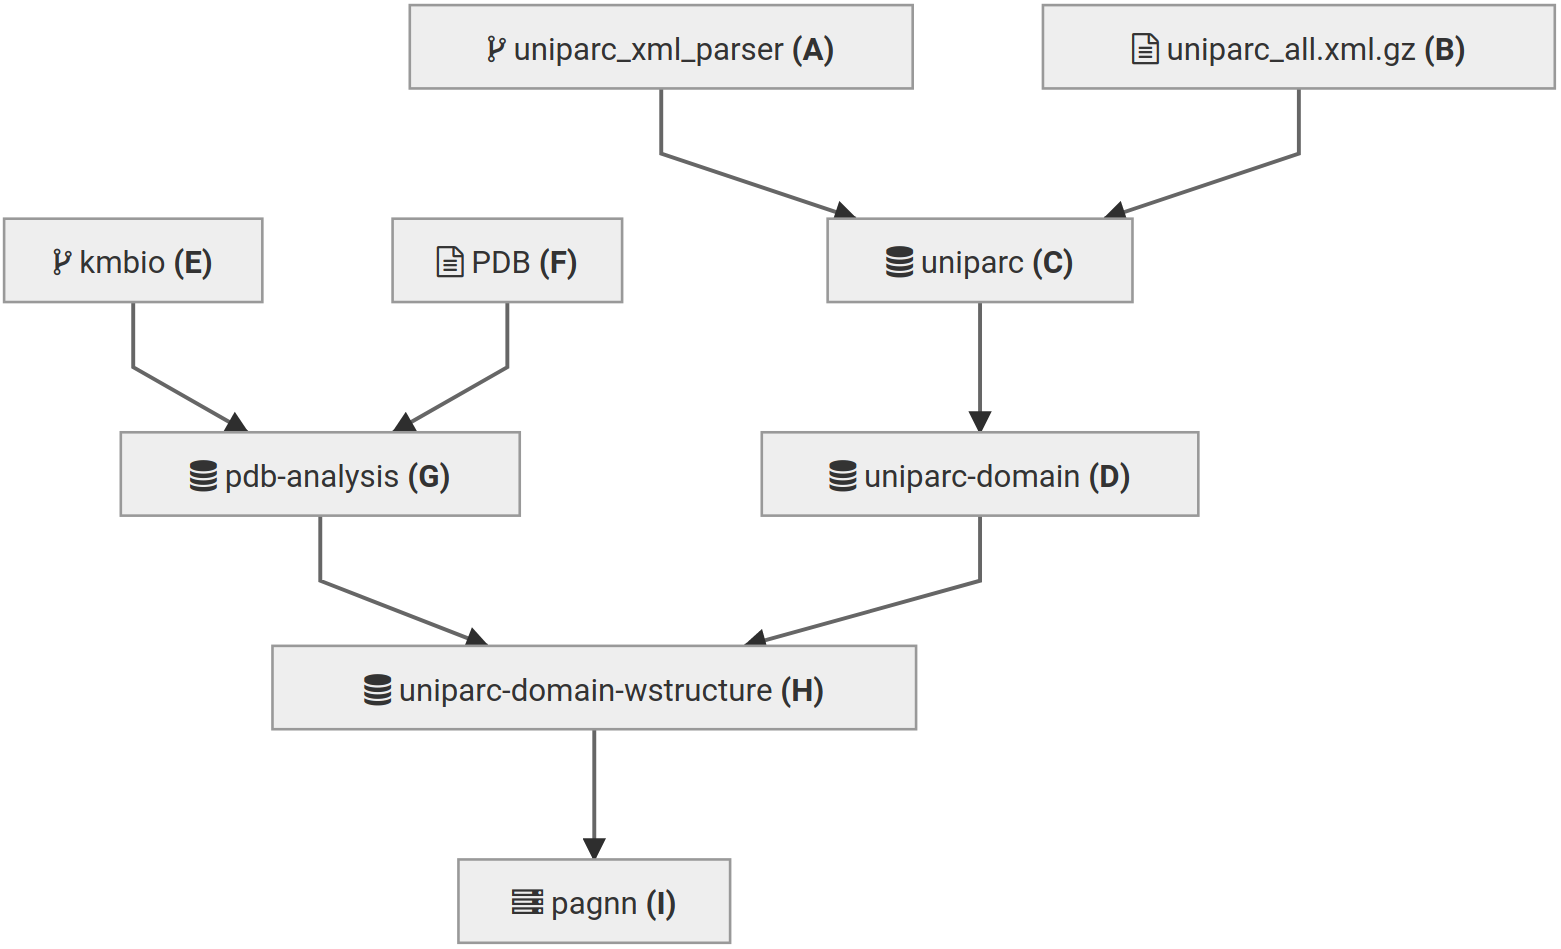 uniparc_xml_parser (A)
uniparc_all.xml.gz (B)
kmbio (E)
PDB (F)
uniparc (C)
pdb-analysis (G)
uniparc-domain (D)
uniparc-domain-wstructure (H)
pagnn (I)